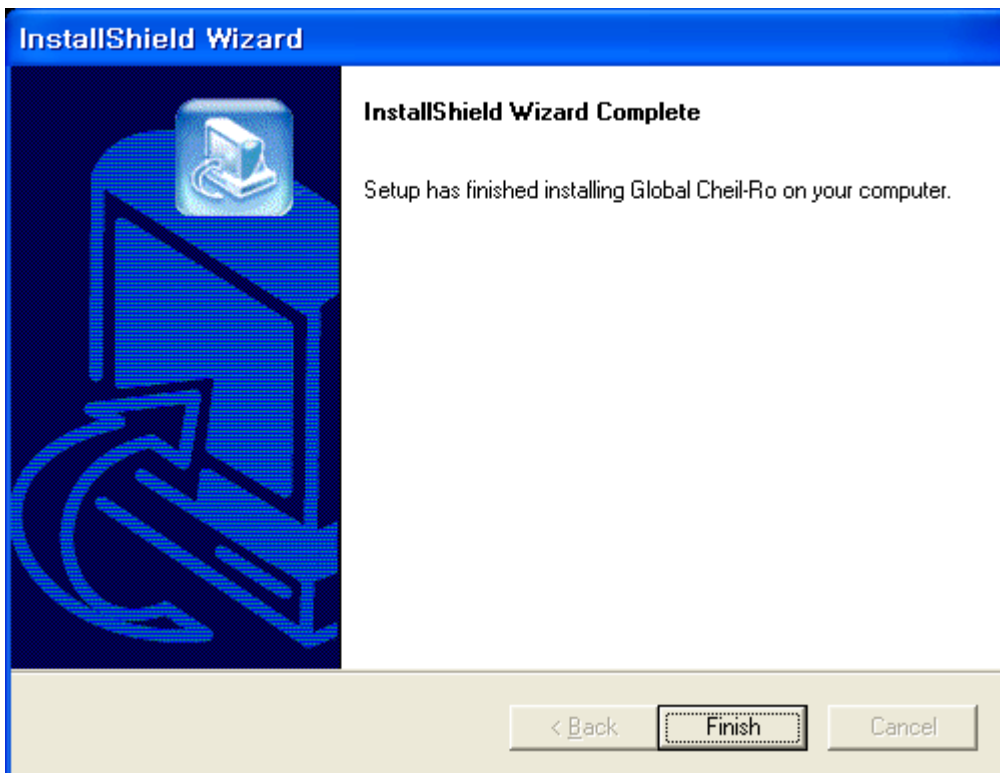 InstallShield Wizard
InstallShield Wizard Complete
Setup has finished installing Global Cheil-Ro on your computer.
< Back Finish Cancel